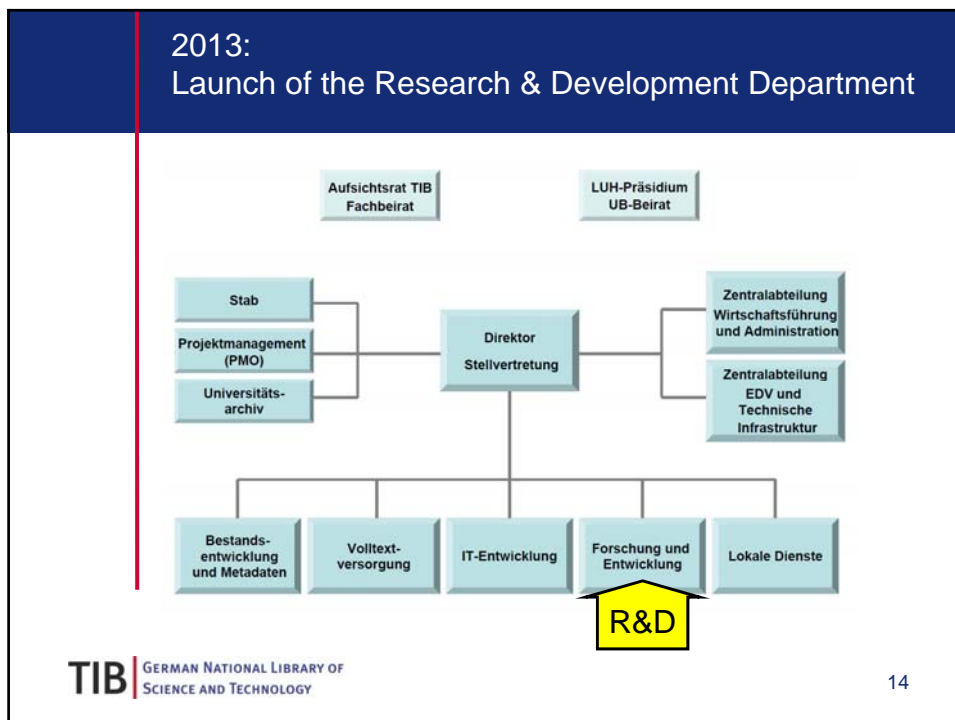 2013:
Launch of the Research & Development Department
Aufsichtsrat TIB
Fachbeirat
LUH-Präsidium
UB-Beirat
Stab
Projektmanagement
(PMO)
Universitäts-
archiv
Direktor
Stellvertretung
Zentralabteilung
Wirtschaftsführung
und Administration
Zentralabteilung
EDV und
Technische
Infrastruktur
Bestands-
entwicklung
und Metadaten
Volltext-
versorgung
IT-Entwicklung
Forschung und
Entwicklung
Lokale Dienste
R&D
TIB
GERMAN NATIONAL LIBRARY OF
SCIENCE AND TECHNOLOGY
14